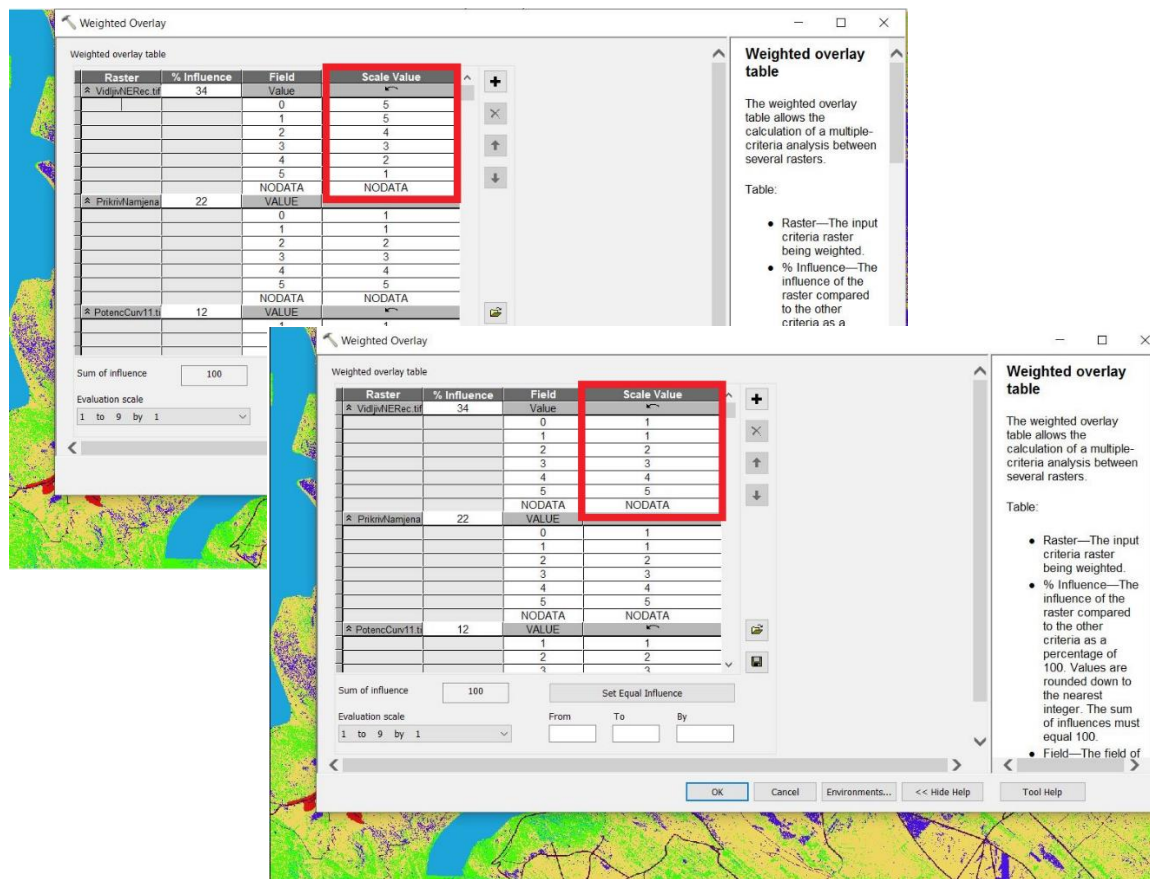 Weighted Overlay
Weighted overlay table
Raster % Influence Field Scale Value
VidljivNERec.tif 34 Value
0 5
1 5
2 4
3 3
4 2
5 1
NODATA NODATA
PrikrivNamjena 22 VALUE
0 1
1 1
2 2
3 3
4 4
5 5
NODATA NODATA
PotencCurv11.ti 12 VALUE
1 1
Sum of influence 100
Evaluation scale
1 to 9 by 1
Weighted overlay
table
The weighted overlay
table allows the
calculation of a multiple-
criteria analysis between
several rasters.
Table:
• Raster—The input
criteria raster
being weighted.
• % Influence—The
influence of the
raster compared
to the other
criteria as a
Weighted Overlay
Weighted overlay table
Raster % Influence Field Scale Value
VidljivNERec.tif 34 Value
0 1
1 1
2 2
3 3
4 4
5 5
NODATA NODATA
PrikrivNamjena 22 VALUE
0 1
1 1
2 2
3 3
4 4
5 5
NODATA NODATA
PotencCurv11.ti 12 VALUE
1 1
2 2
3 3
Sum of influence 100 Set Equal Influence
Evaluation scale From To By
1 to 9 by 1
OK Cancel Environments... << Hide Help Tool Help
Weighted overlay
table
The weighted overlay
table allows the
calculation of a multiple-
criteria analysis between
several rasters.
Table:
• Raster—The input
criteria raster
being weighted.
• % Influence—The
influence of the
raster compared
to the other
criteria as a
percentage of
100. Values are
rounded down to
the nearest
integer. The sum
of influences must
equal 100.
• Field—The field of